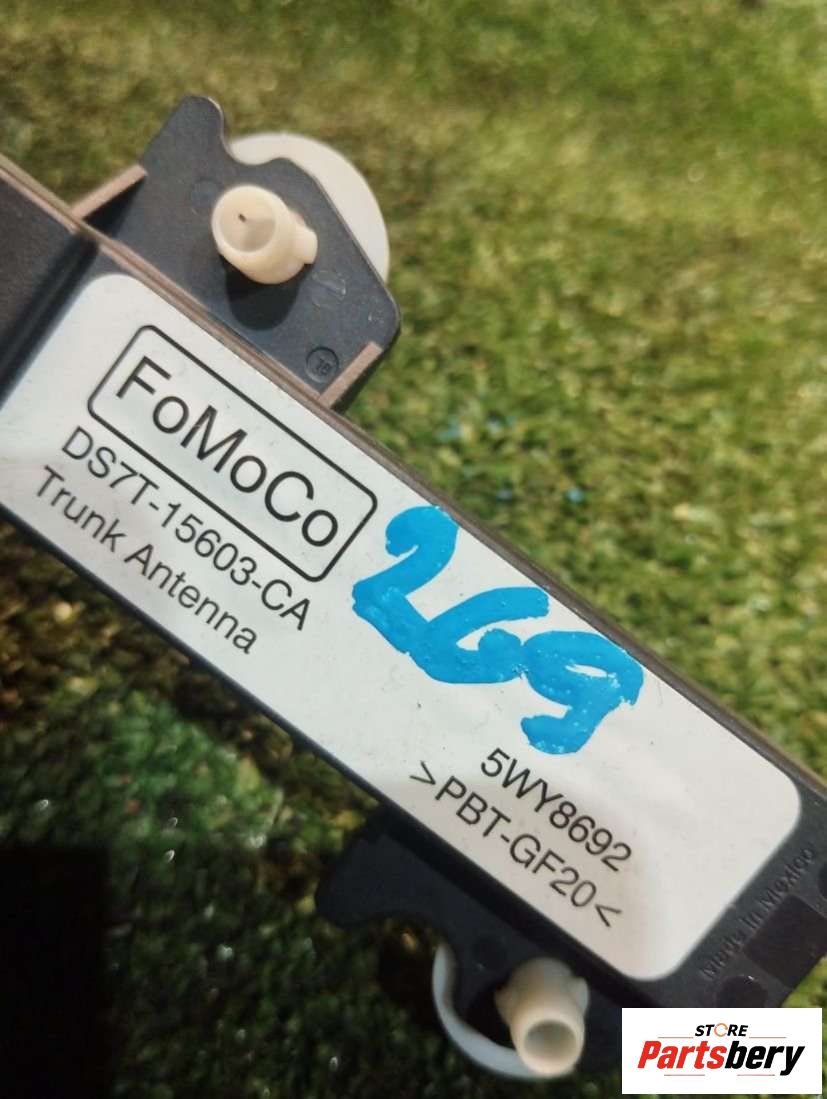 FoMoCo
DS7T-15603-CA
Trunk Antenna
269
5WY8692
>PBT-GF20<
Made in Mexico
STORE
Partsbery